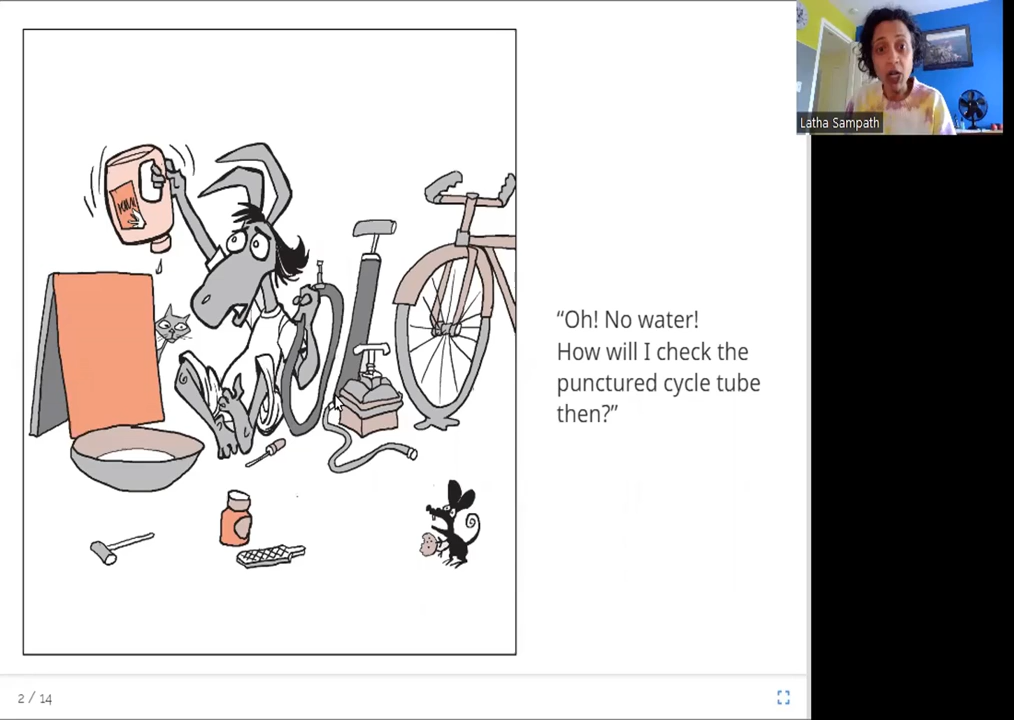 Latha Sampath
“Oh! No water!
How will I check the
punctured cycle tube
then?”
2 / 14